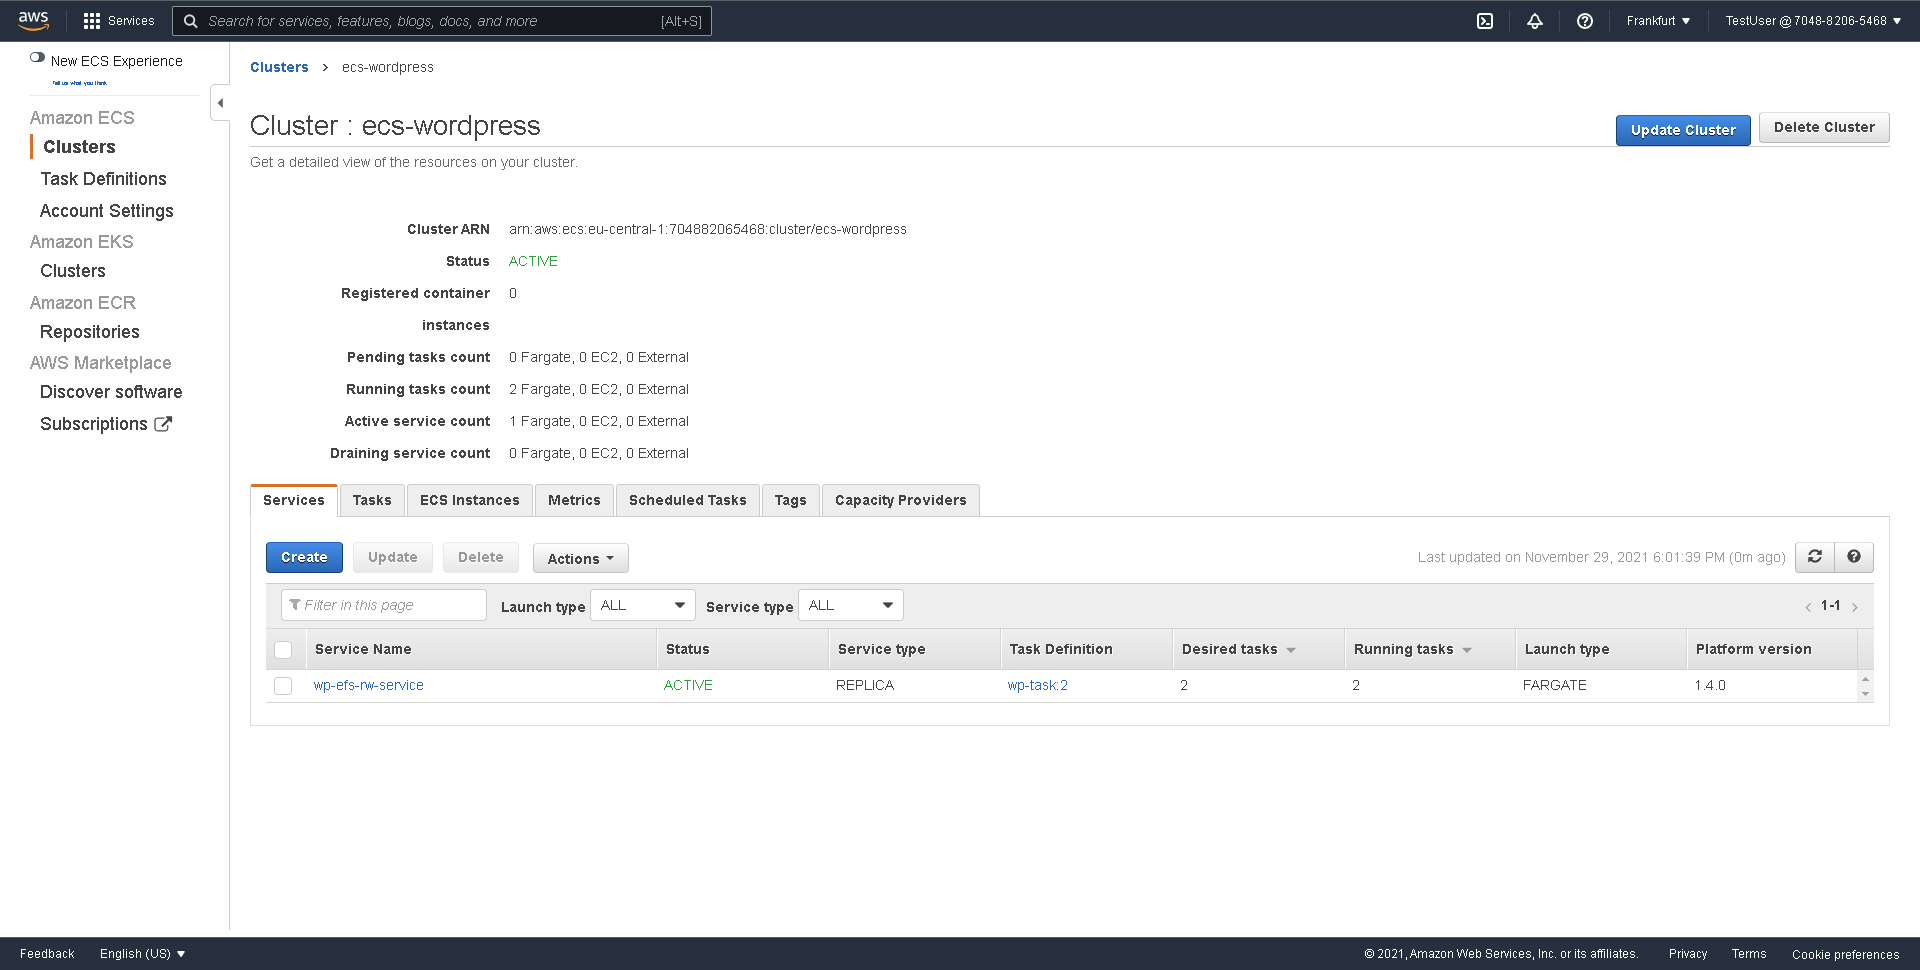 aws Services Search for services, features, blogs, docs, and more [Alt+S] Frankfurt ▼ TestUser @ 7048-8206-5468 ▼
New ECS Experience
Tell us what you think
Amazon ECS
Clusters
Task Definitions
Account Settings
Amazon EKS
Clusters
Amazon ECR
Repositories
AWS Marketplace
Discover software
Subscriptions
Clusters > ecs-wordpress
Cluster : ecs-wordpress
Update Cluster Delete Cluster
Get a detailed view of the resources on your cluster.
Cluster ARN arn:aws:ecs:eu-central-1:704882065468:cluster/ecs-wordpress
Status ACTIVE
Registered container 0
instances
Pending tasks count 0 Fargate, 0 EC2, 0 External
Running tasks count 2 Fargate, 0 EC2, 0 External
Active service count 1 Fargate, 0 EC2, 0 External
Draining service count 0 Fargate, 0 EC2, 0 External
Services Tasks ECS Instances Metrics Scheduled Tasks Tags Capacity Providers
Create Update Delete Actions Last updated on November 29, 2021 6:01:39 PM (0m ago)
Filter in this page Launch type ALL Service type ALL < 1-1 >
Service Name Status Service type Task Definition Desired tasks Running tasks Launch type Platform version
wp-efs-rw-service ACTIVE REPLICA wp-task:2 2 2 FARGATE 1.4.0
Feedback English (US) ▼ © 2021, Amazon Web Services, Inc. or its affiliates. Privacy Terms Cookie preferences